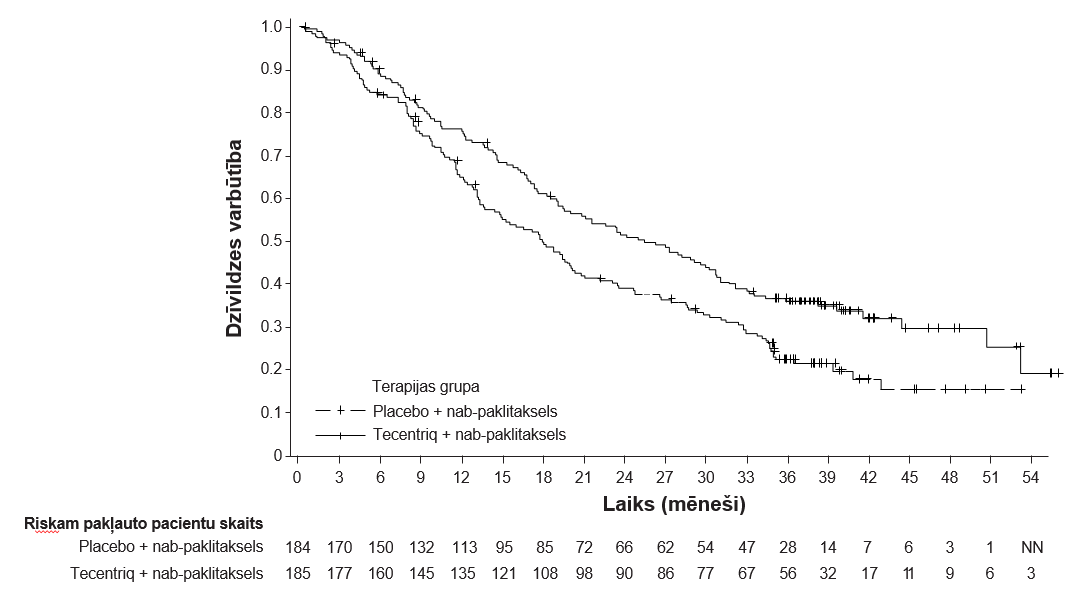 1.0
0.9
0.8
0.7
0.6
0.5
0.4
0.3
0.2
0.1
0
Dzīvildzes varbūtība
Terapijas grupa
Placebo + nab-paklitaksels
Tecentriq + nab-paklitaksels
0 3 6 9 12 15 18 21 24 27 30 33 36 39 42 45 48 51 54
Laiks (mēneši)
Riskam pakļauto pacientu skaits
Placebo + nab-paklitaksels 184 170 150 132 113 95 85 72 66 62 54 47 28 14 7 6 3 1 NN
Tecentriq + nab-paklitaksels 185 177 160 145 135 121 108 98 90 86 77 67 56 32 17 11 9 6 3